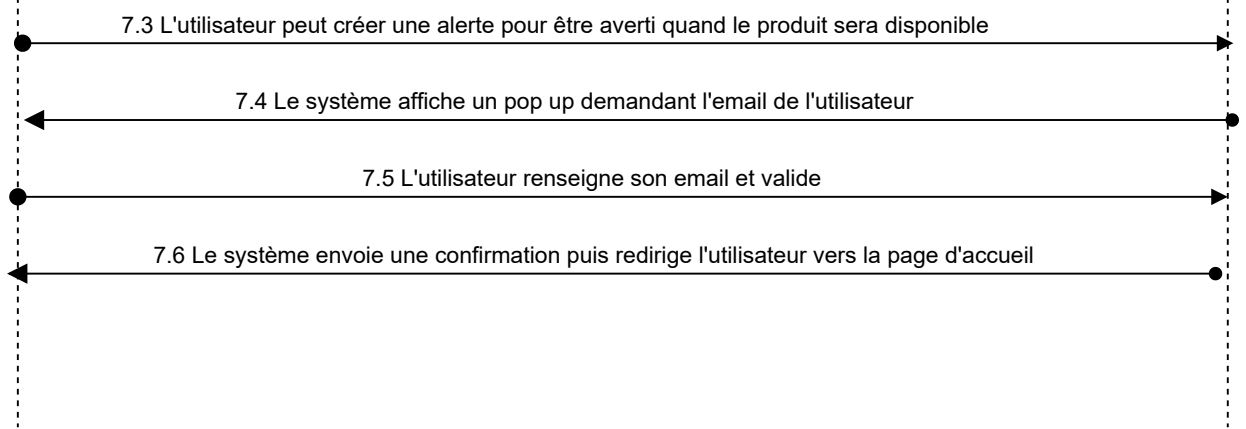 7.3 L'utilisateur peut créer une alerte pour être averti quand le produit sera disponible
7.4 Le système affiche un pop up demandant l'email de l'utilisateur
7.5 L'utilisateur renseigne son email et valide
7.6 Le système envoie une confirmation puis redirige l'utilisateur vers la page d'accueil